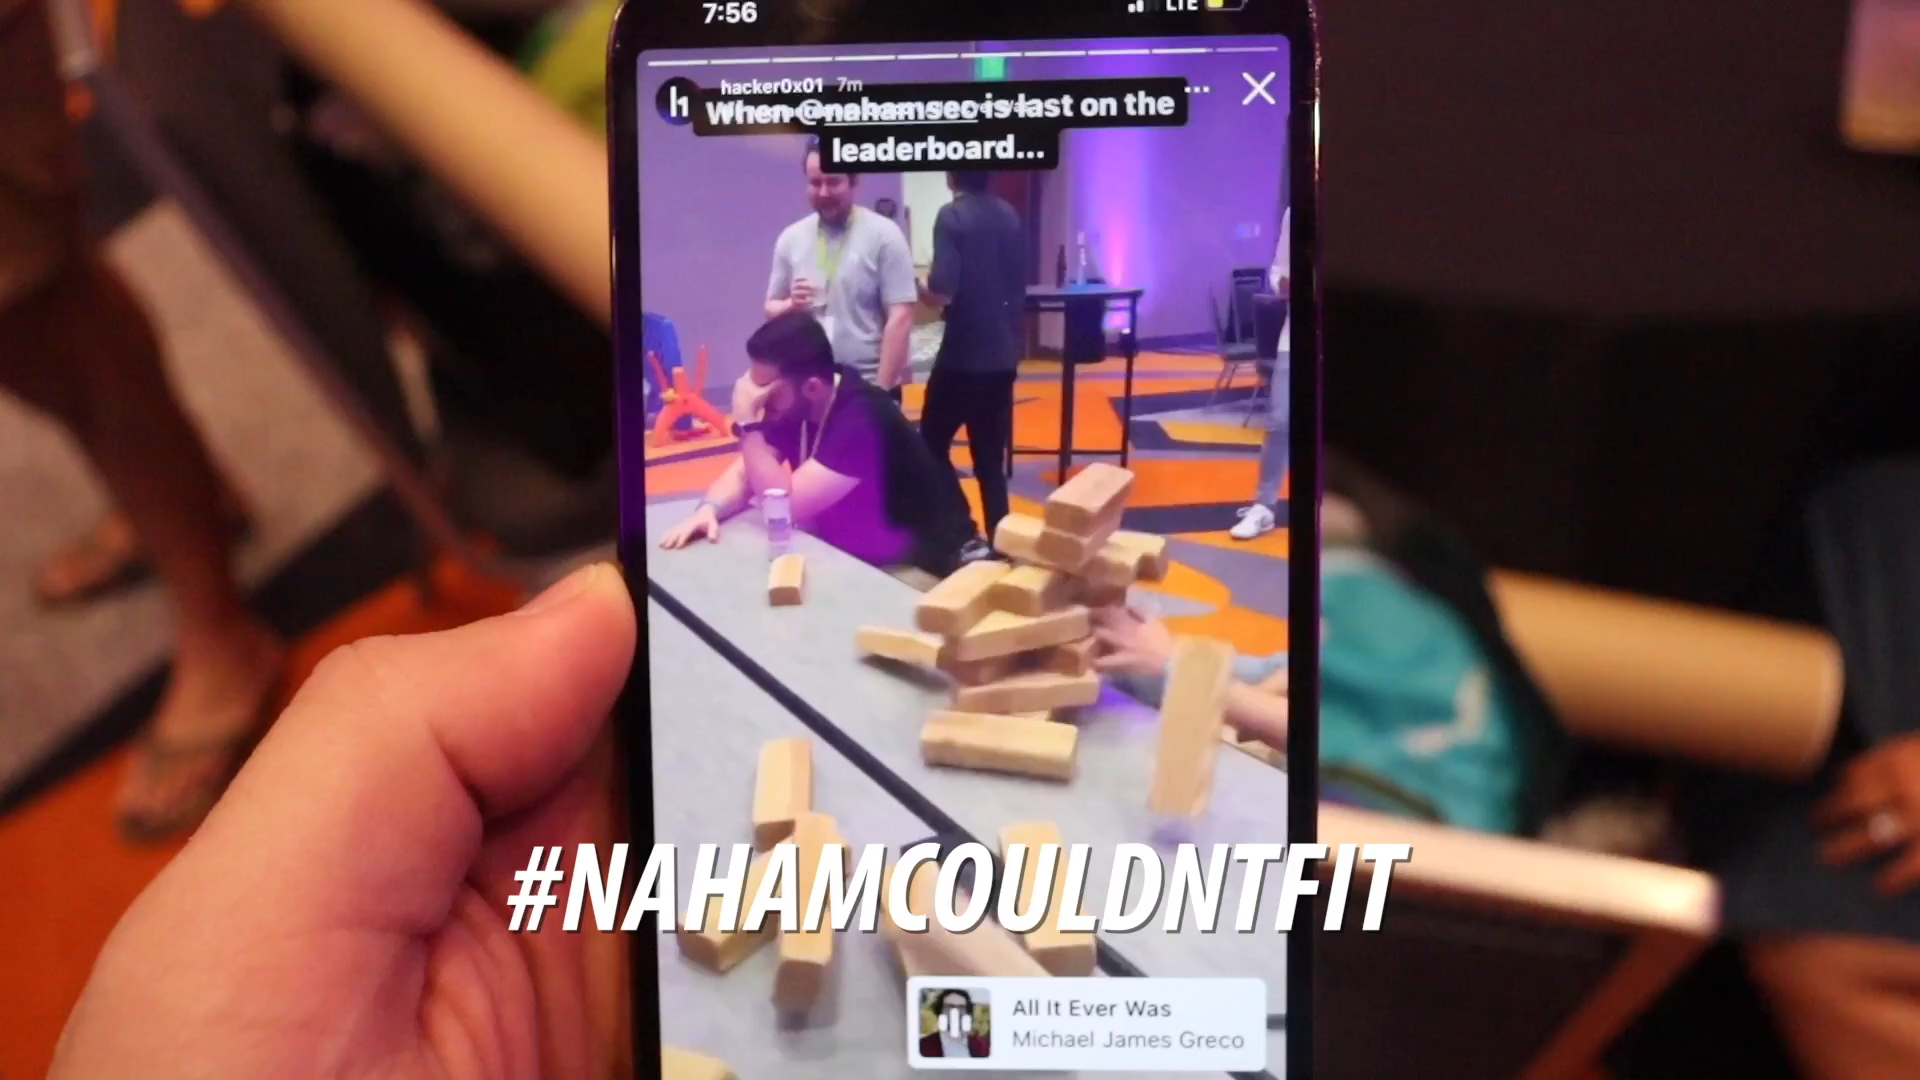 7:56
LTE
hacker0x01 7m
When @nahamsec is last on the
leaderboard...
#NAHAMCOULDNTFIT
All It Ever Was
Michael James Greco